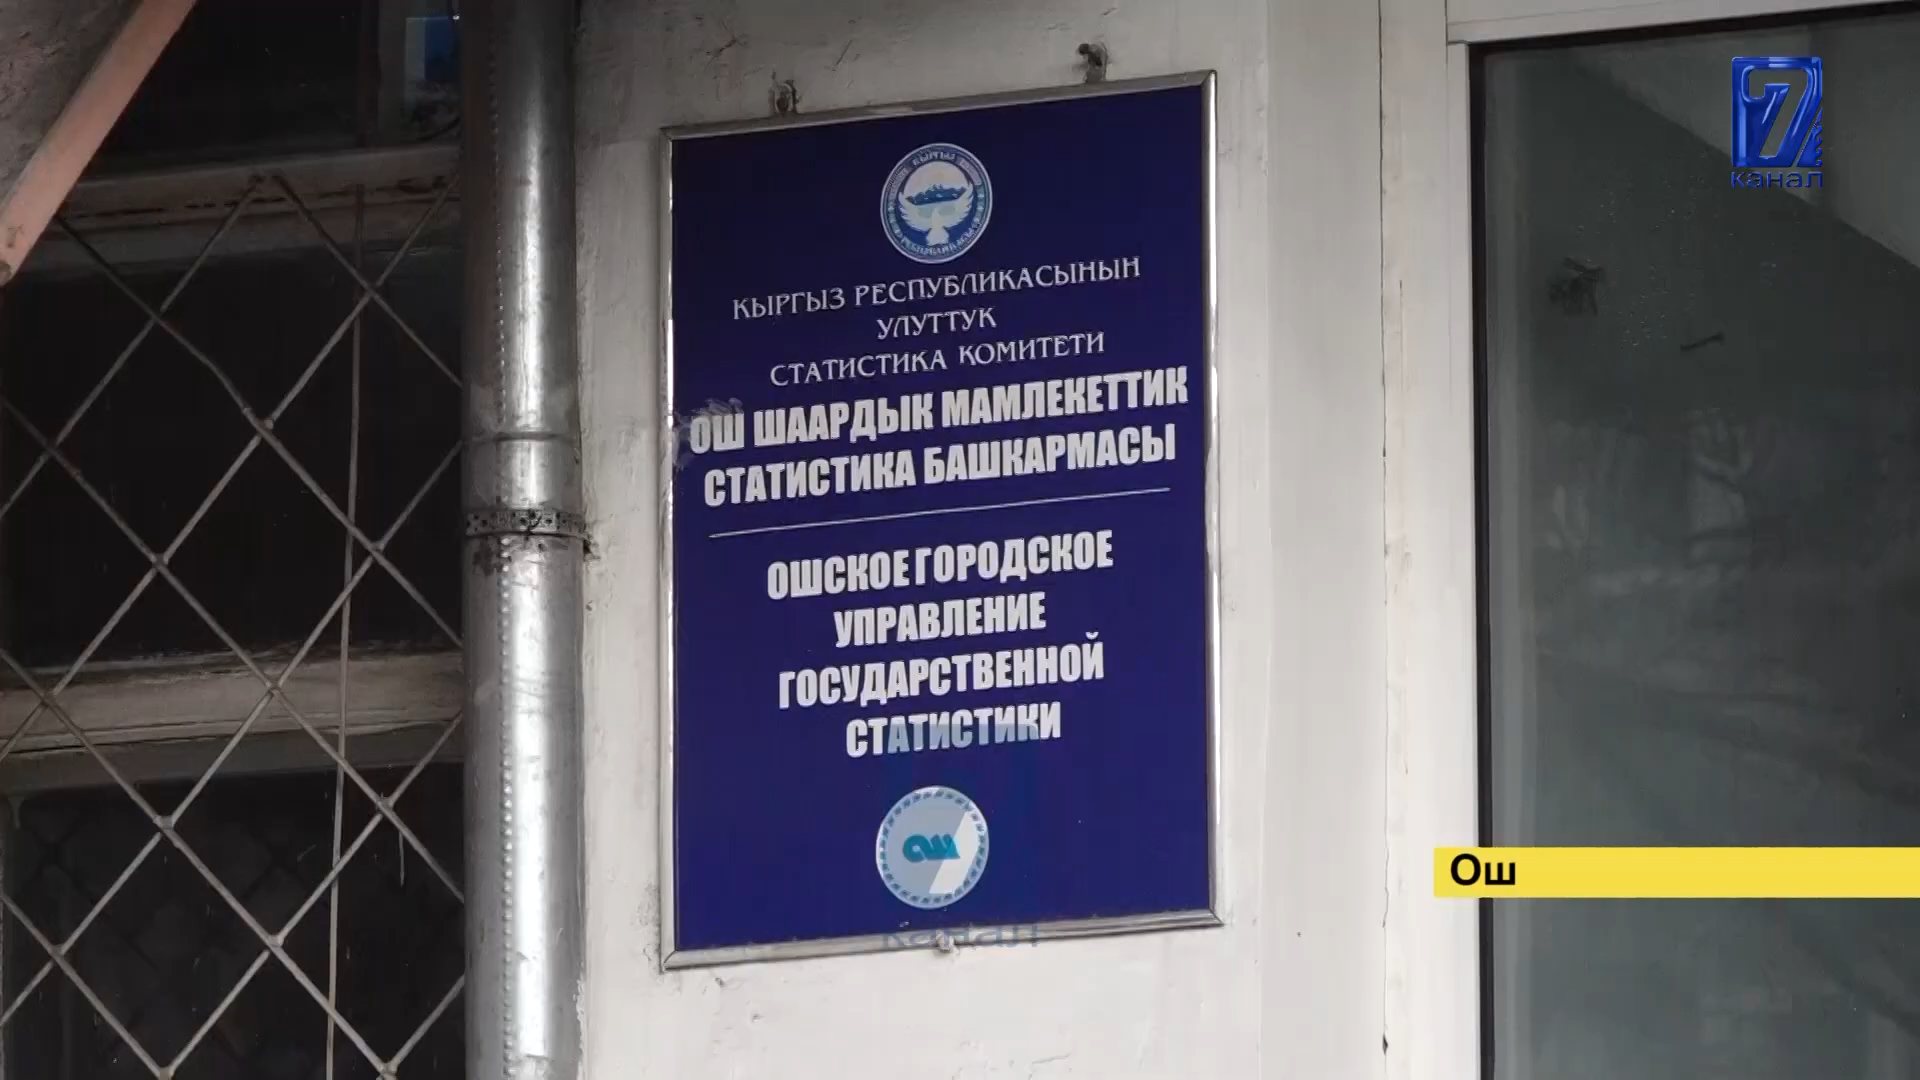 7
канал
КЫРГЫЗ РЕСПУБЛИКАСЫНЫН
УЛУТТУК
СТАТИСТИКА КОМИТЕТИ
ОШ ШААРДЫК МАМЛЕКЕТТИК
СТАТИСТИКА БАШКАРМАСЫ
ОШСКОЕ ГОРОДСКОЕ
УПРАВЛЕНИЕ
ГОСУДАРСТВЕННОЙ
СТАТИСТИКИ
ОШ
канал
Ош